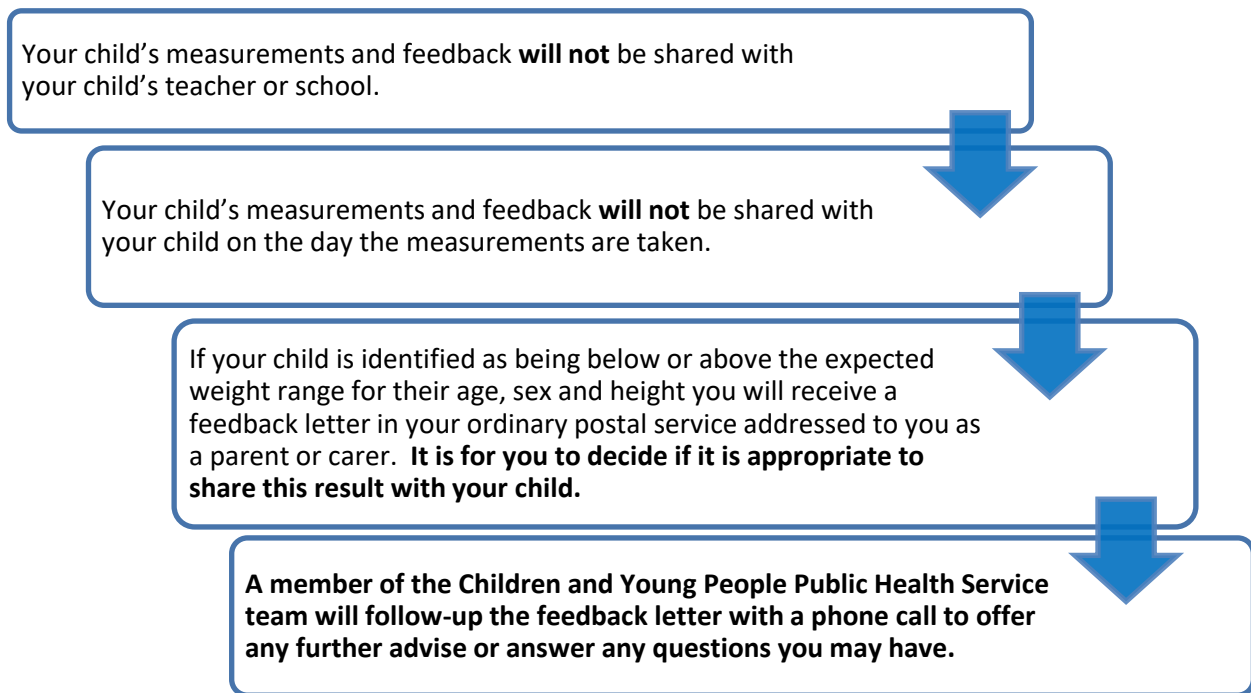 Your child’s measurements and feedback will not be shared with
your child’s teacher or school.
Your child’s measurements and feedback will not be shared with
your child on the day the measurements are taken.
If your child is identified as being below or above the expected
weight range for their age, sex and height you will receive a
feedback letter in your ordinary postal service addressed to you as
a parent or carer.  It is for you to decide if it is appropriate to
share this result with your child.
A member of the Children and Young People Public Health Service
team will follow-up the feedback letter with a phone call to offer
any further advise or answer any questions you may have.